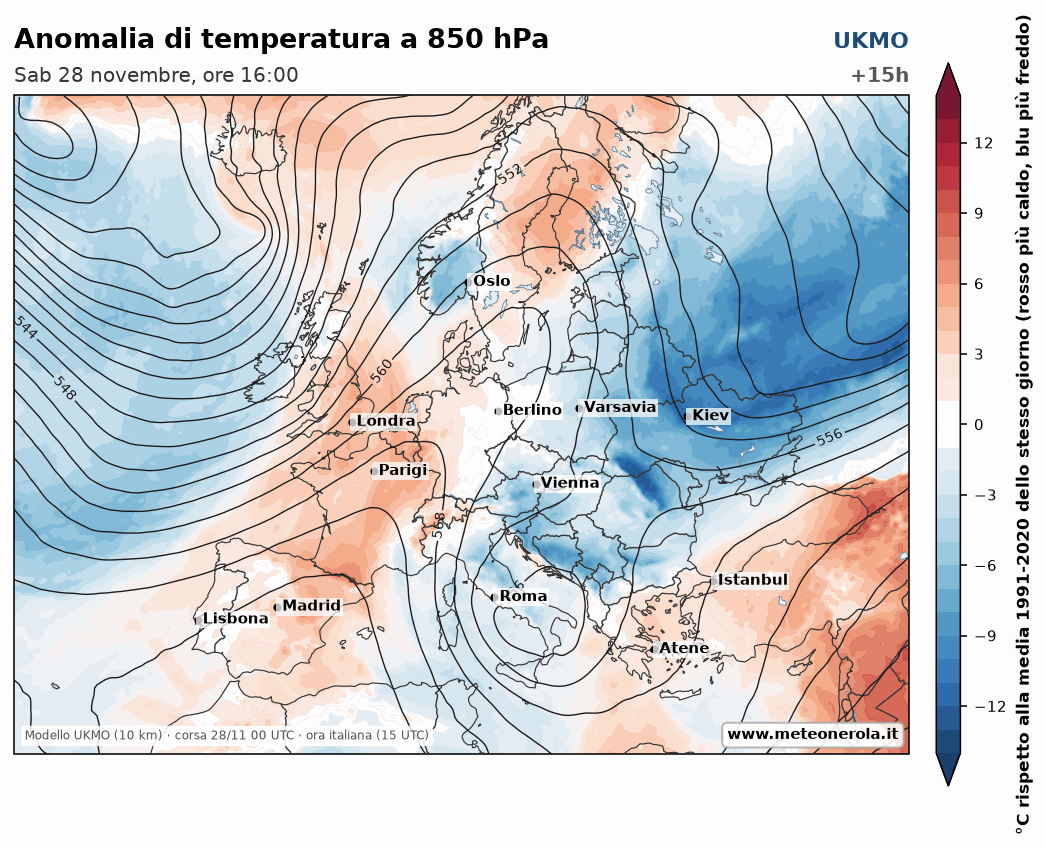 Anomalia di temperatura a 850 hPa
UKMO
Sab 28 novembre, ore 16:00
+15h
552
Oslo
544
548
560
Londra
Parigi
Berlino
Varsavia
Kiev
556
Vienna
568
Roma
Istanbul
Madrid
Lisbona
Atene
Modello UKMO (10 km) · corsa 28/11 00 UTC · ora italiana (15 UTC)
www.meteonerola.it
12
9
6
3
0
−3
−6
−9
−12
°C rispetto alla media 1991-2020 dello stesso giorno (rosso più caldo, blu più freddo)